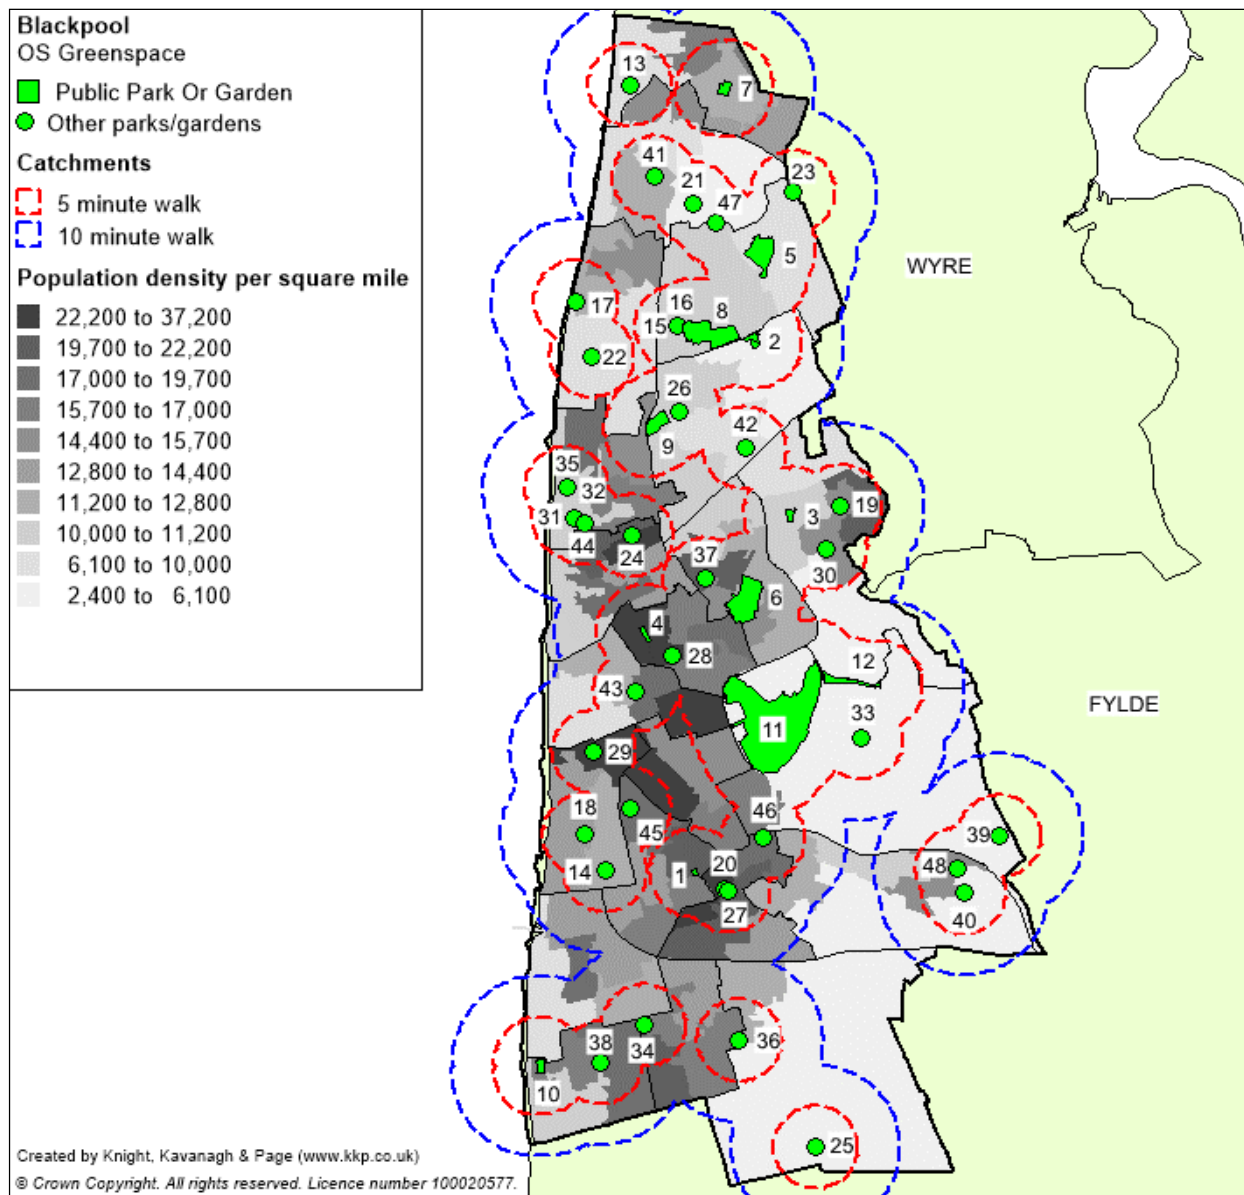 Blackpool
OS Greenspace
Public Park Or Garden
Other parks/gardens
Catchments
5 minute walk
10 minute walk
Population density per square mile
22,200 to 37,200
19,700 to 22,200
17,000 to 19,700
15,700 to 17,000
14,400 to 15,700
12,800 to 14,400
11,200 to 12,800
10,000 to 11,200
6,100 to 10,000
2,400 to 6,100
13
7
41
21
23
47
5
WYRE
17
16
8
15
2
22
26
42
9
35
32
19
31
3
44
24
37
30
6
4
28
12
43
FYLDE
11
33
29
18
46
45
39
14
1
20
48
27
40
38
34
36
10
25
Created by Knight, Kavanagh & Page (www.kkp.co.uk)
© Crown Copyright. All rights reserved. Licence number 100020577.